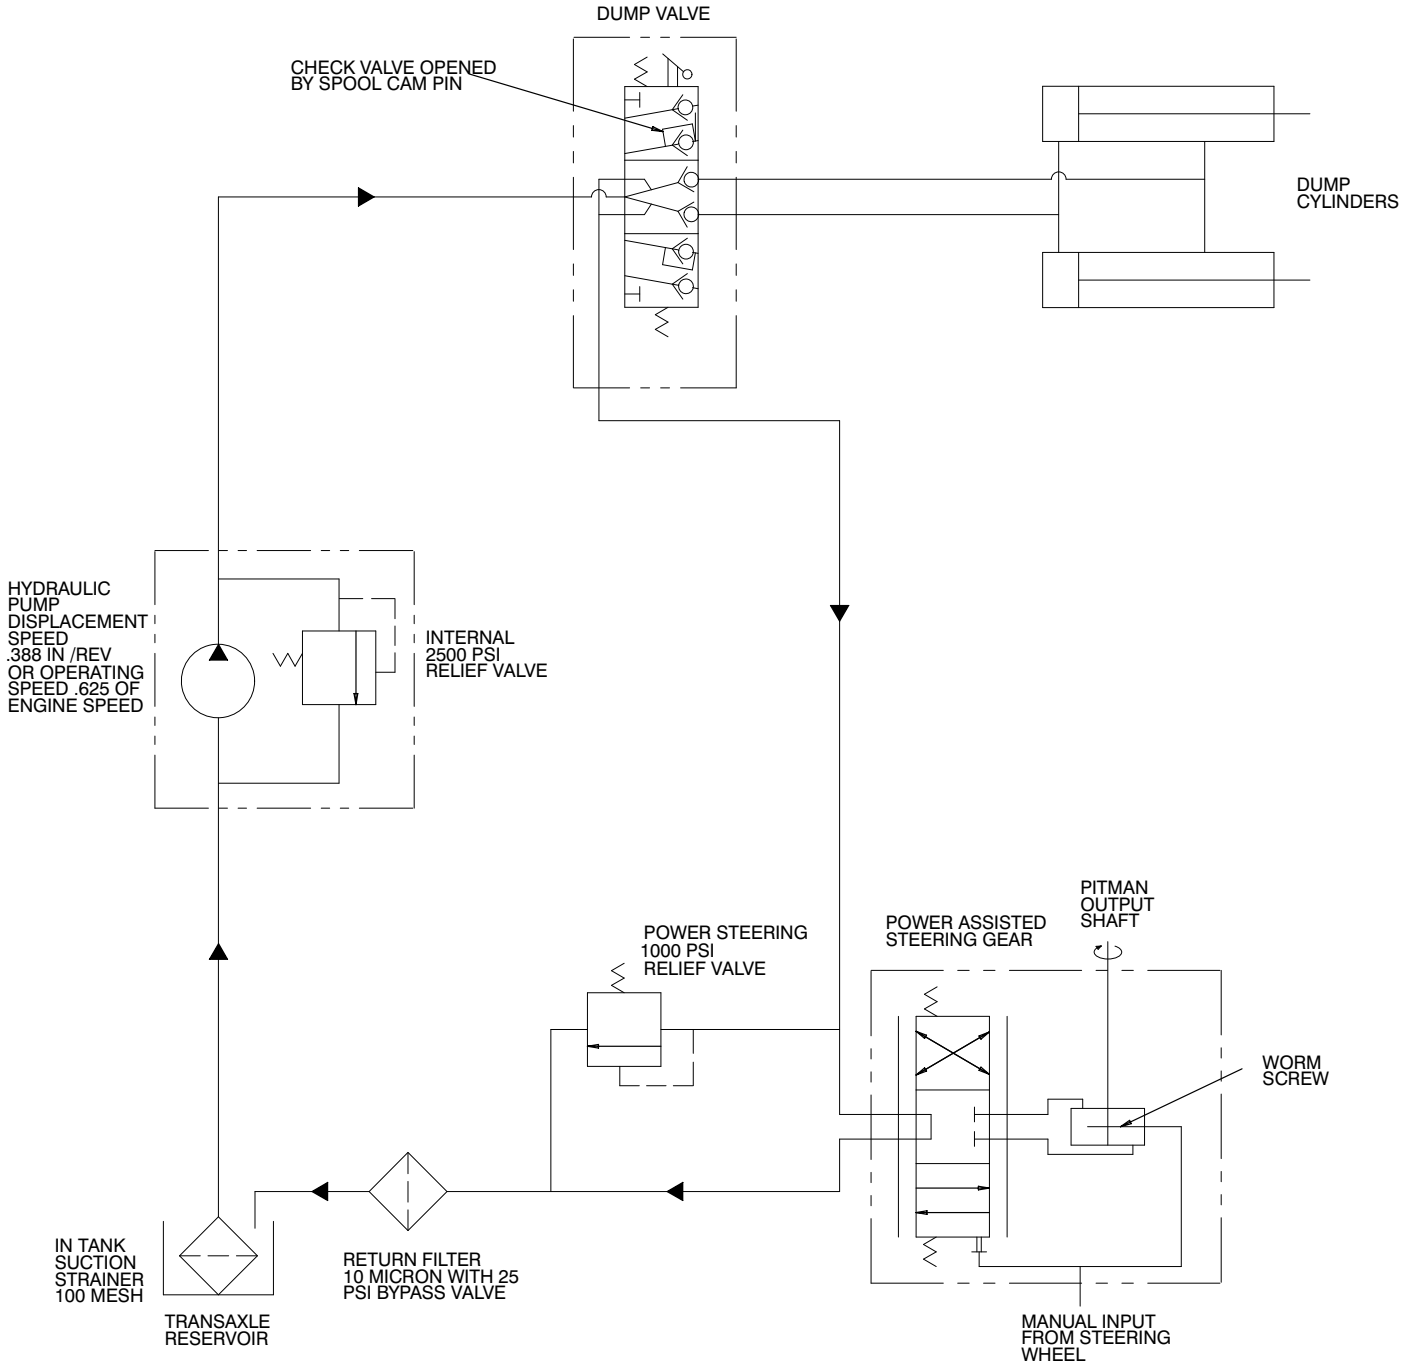 DUMP VALVE
CHECK VALVE OPENED
BY SPOOL CAM PIN
DUMP
CYLINDERS
HYDRAULIC
PUMP
DISPLACEMENT
SPEED
.388 IN /REV
OR OPERATING
SPEED .625 OF
ENGINE SPEED
INTERNAL
2500 PSI
RELIEF VALVE
PITMAN
OUTPUT
SHAFT
POWER ASSISTED
STEERING GEAR
POWER STEERING
1000 PSI
RELIEF VALVE
WORM
SCREW
IN TANK
SUCTION
STRAINER
100 MESH
RETURN FILTER
10 MICRON WITH 25
PSI BYPASS VALVE
TRANSAXLE
RESERVOIR
MANUAL INPUT
FROM STEERING
WHEEL